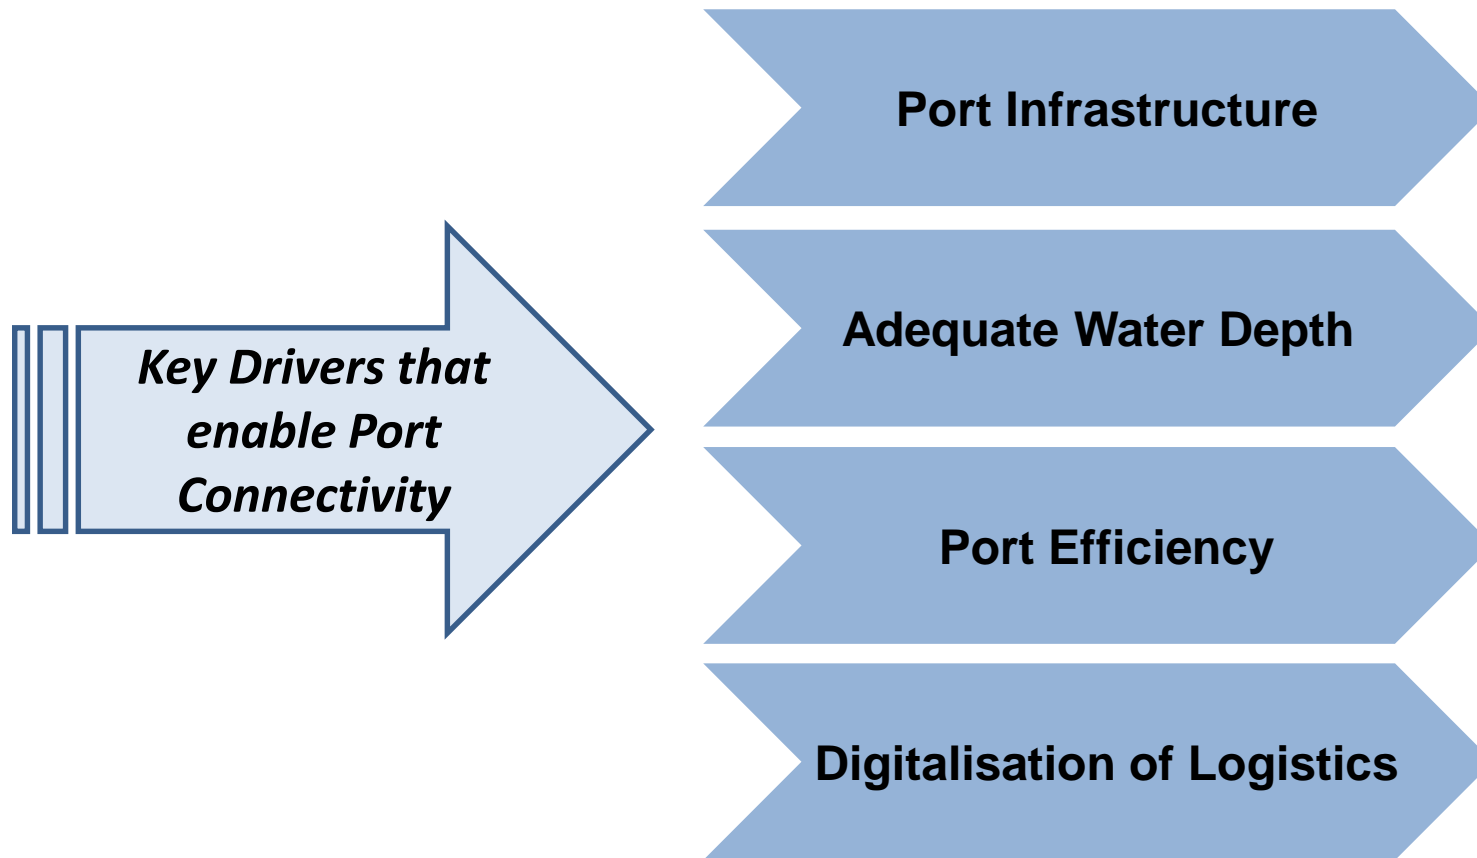 Key Drivers that
enable Port
Connectivity
Port Infrastructure
Adequate Water Depth
Port Efficiency
Digitalisation of Logistics